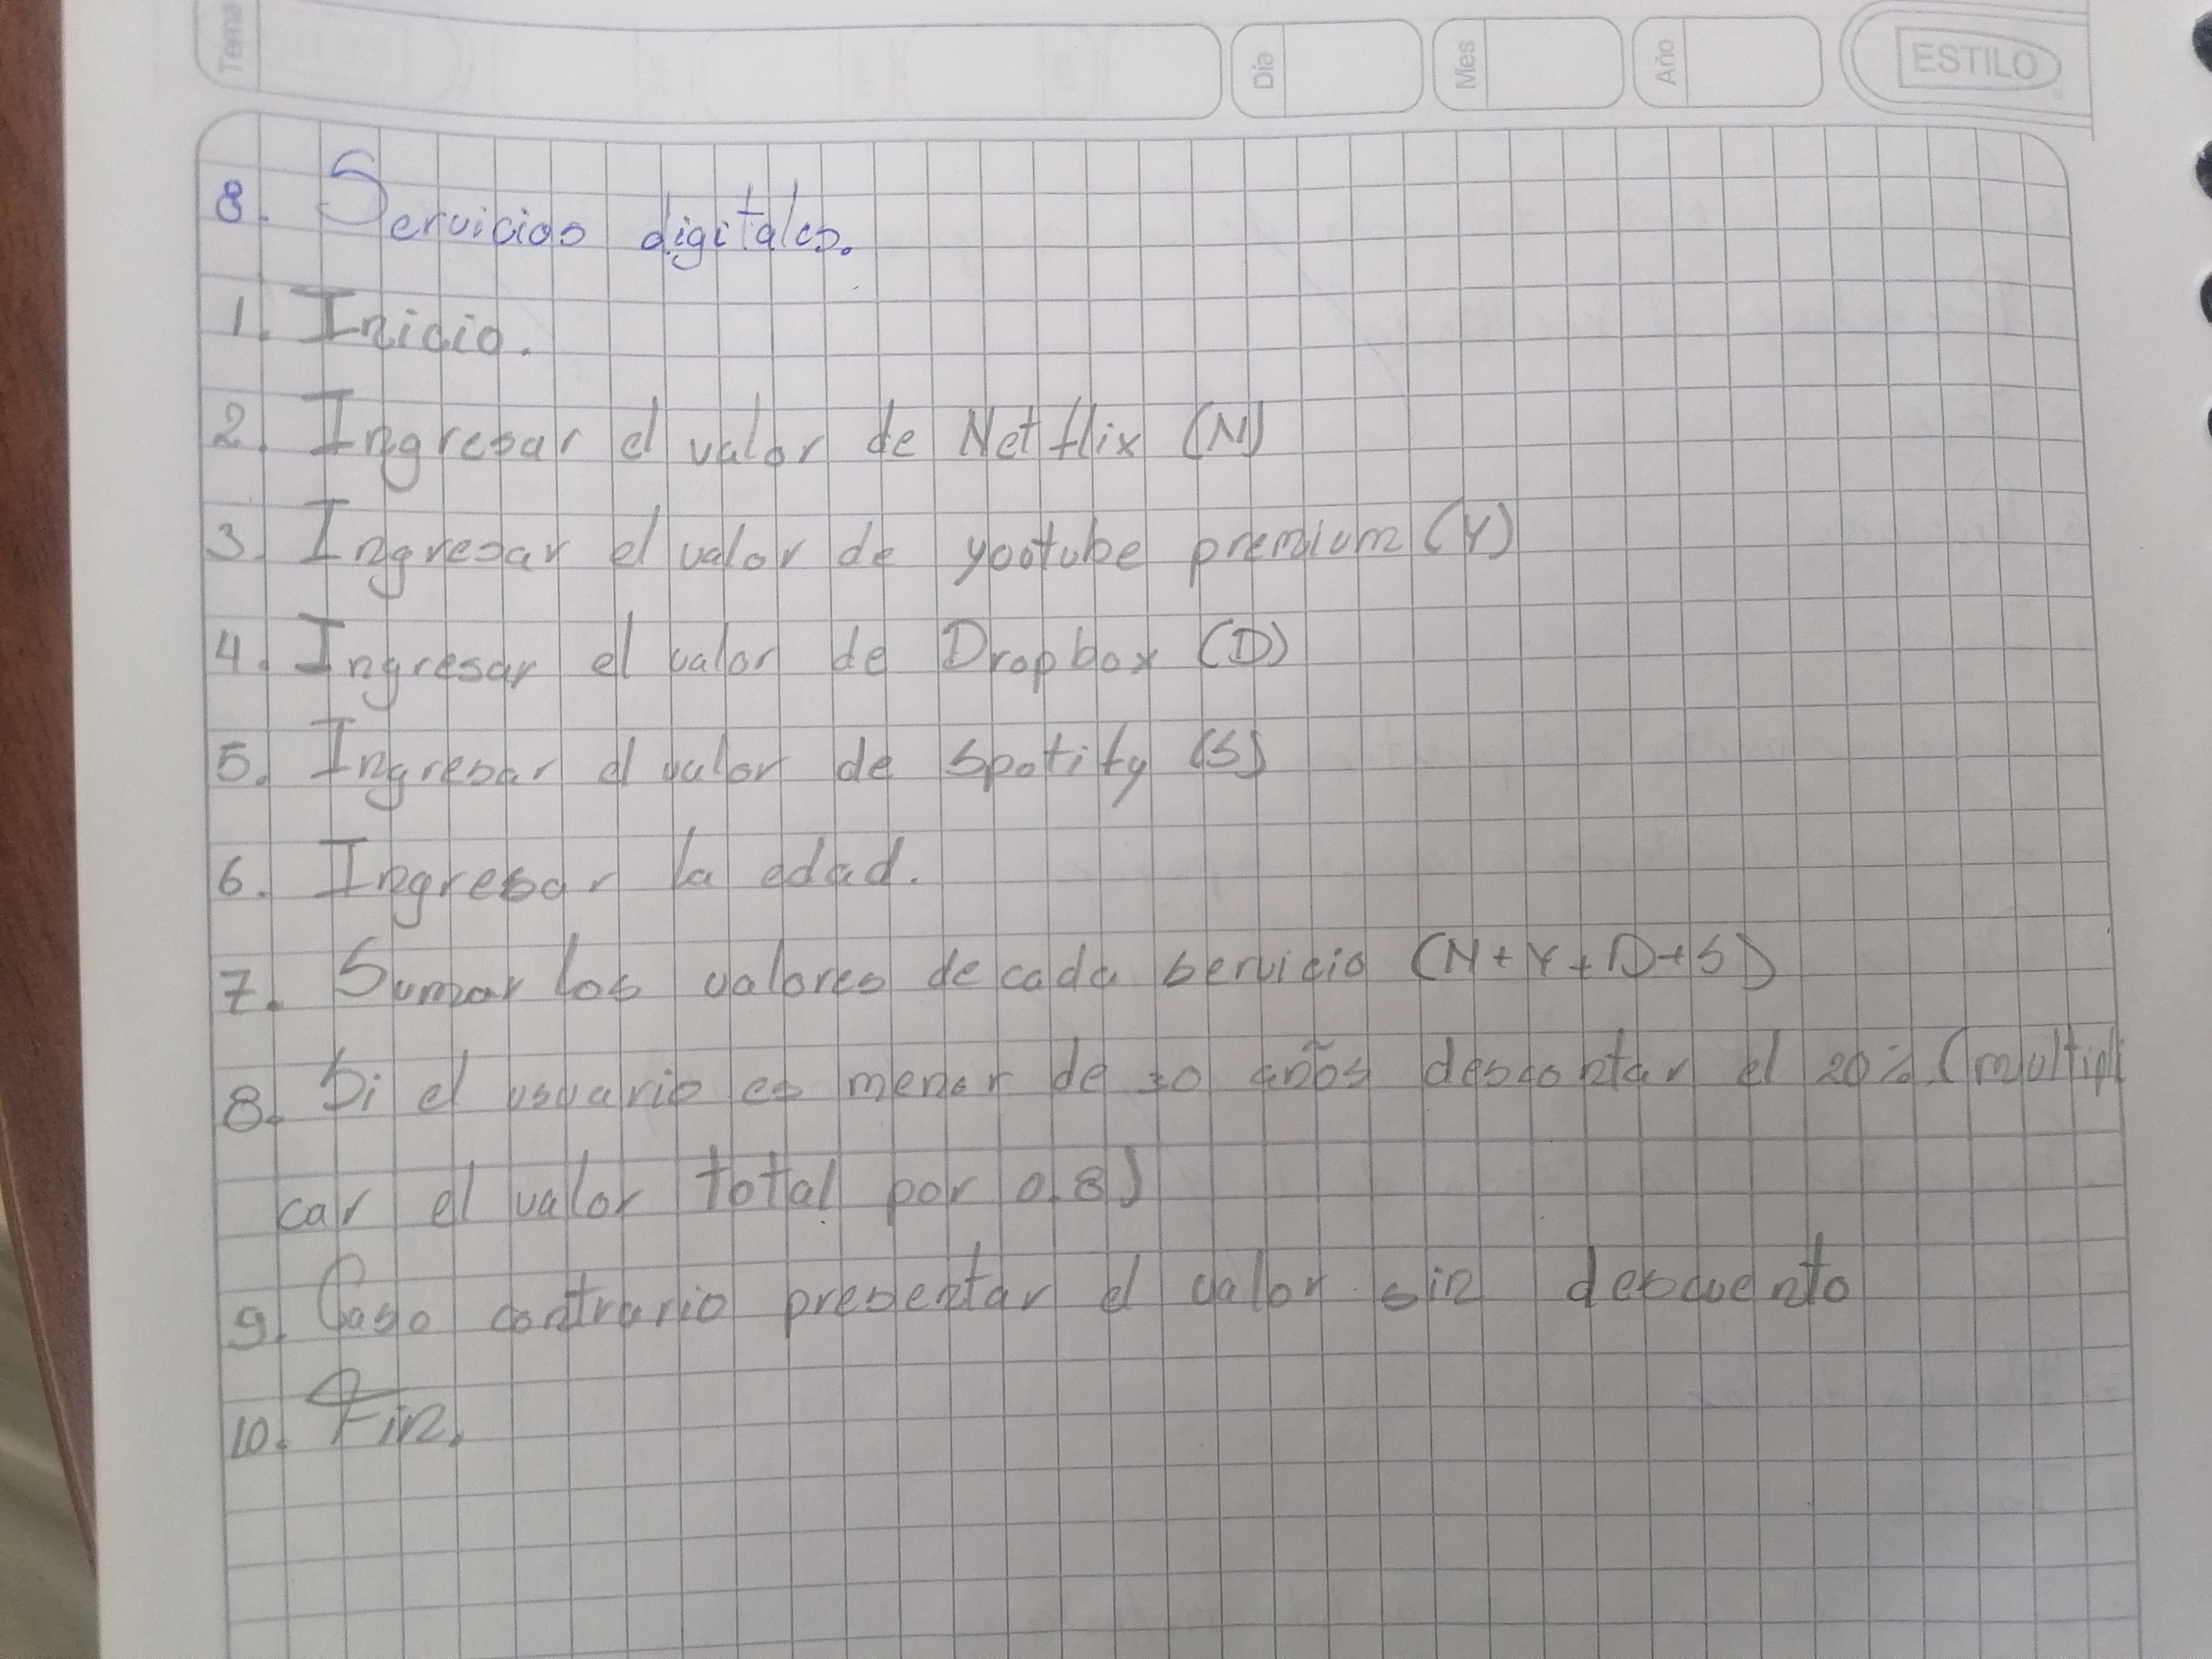 Tema
Día
Mes
Año
ESTILO
8. Servicios digitales.
1. Inicio.
2. Ingresar el valor de Netflix (N)
3. Ingresar el valor de yootube premium (Y)
4. Ingresar el valor de Dropbox (D)
5. Ingresar el valor de Spotify (S)
6. Ingresar la edad.
7. Sumar los valores de cada servicio (N+Y+D+S)
8. Si el usuario es menor de 30 años descontar el 20% (multipli
car el valor total por 0.8)
9. Caso contrario presentar el valor sin descuento
10. Fin.